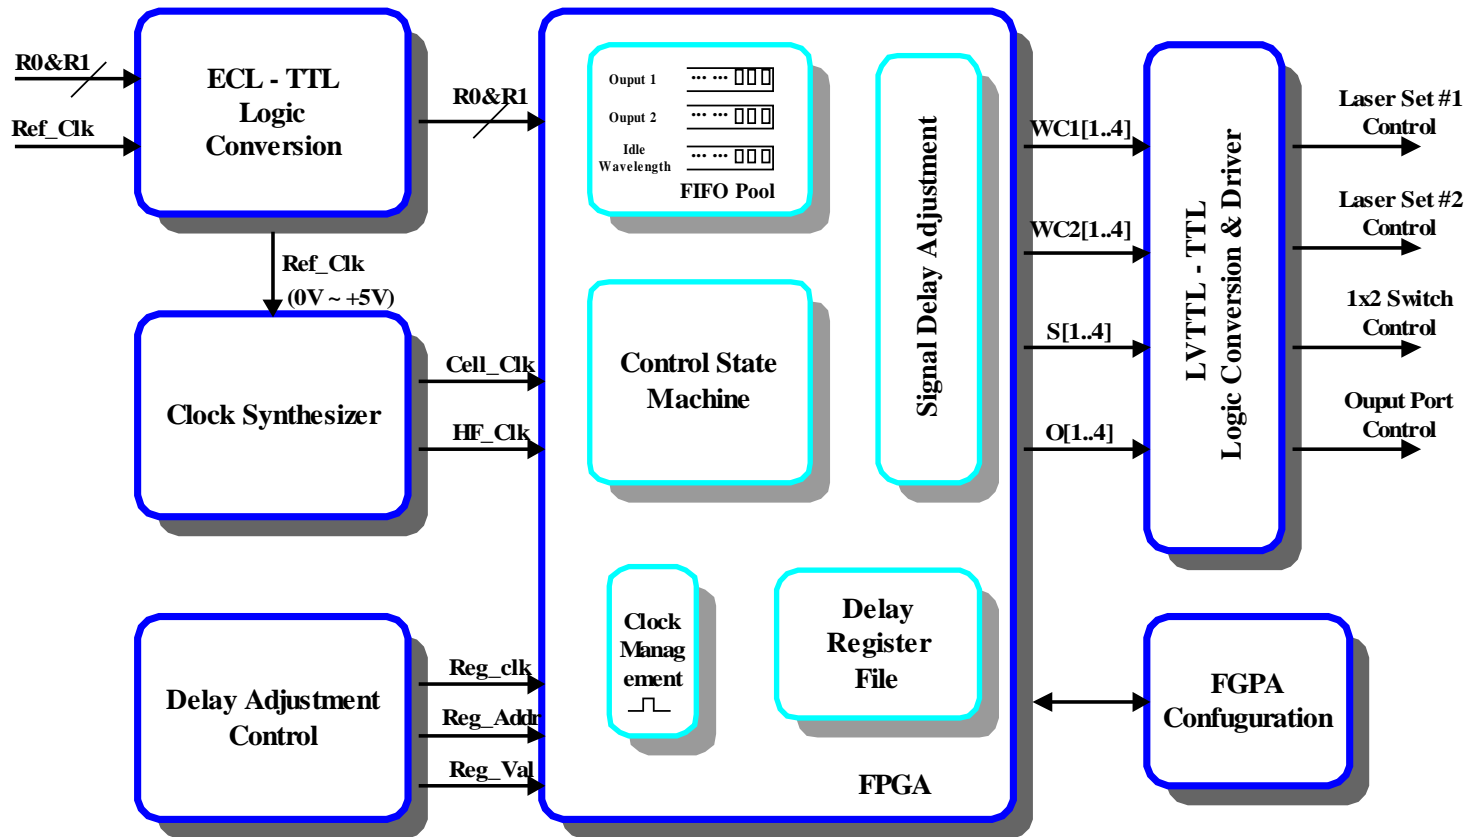 R0&R1
Ref_Clk
ECL - TTL
Logic
Conversion
R0&R1
Ref_Clk
(0V ~ +5V)
Clock Synthesizer
Cell_Clk
HF_Clk
Delay Adjustment
Control
Reg_clk
Reg_Addr
Reg_Val
Ouput 1
... ...
Ouput 2
... ...
Idle
Wavelength
... ...
FIFO Pool
Control State
Machine
Signal Delay Adjustment
Clock
Manag
ement
Delay
Register
File
FPGA
WC1[1..4]
WC2[1..4]
S[1..4]
O[1..4]
LVTTL - TTL
Logic Conversion & Driver
Laser Set #1
Control
Laser Set #2
Control
1x2 Switch
Control
Ouput Port
Control
FGPA
Confuguration